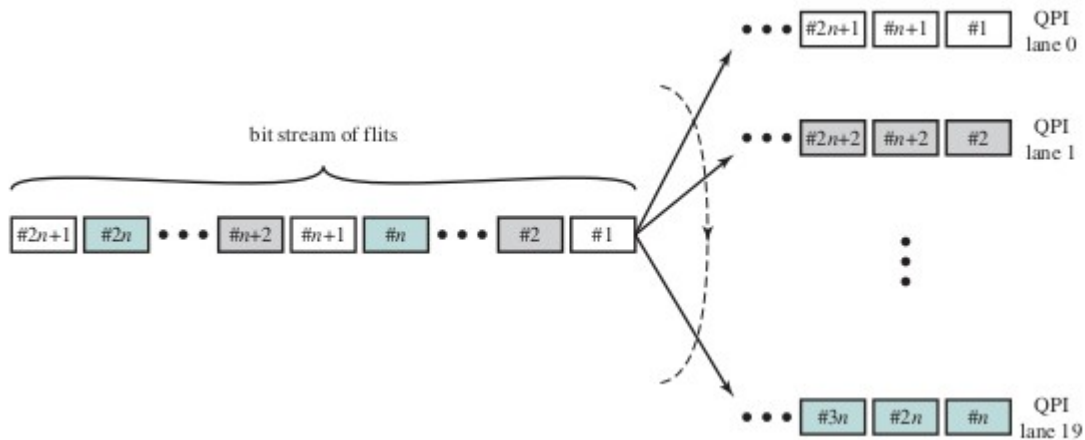 #2n+1 #n+1 #1 QPI
lane 0
bit stream of flits
#2n+2 #n+2 #2 QPI
lane 1
#2n+1 #2n #n+2 #n+1 #n #2 #1
#3n #2n #n QPI
lane 19